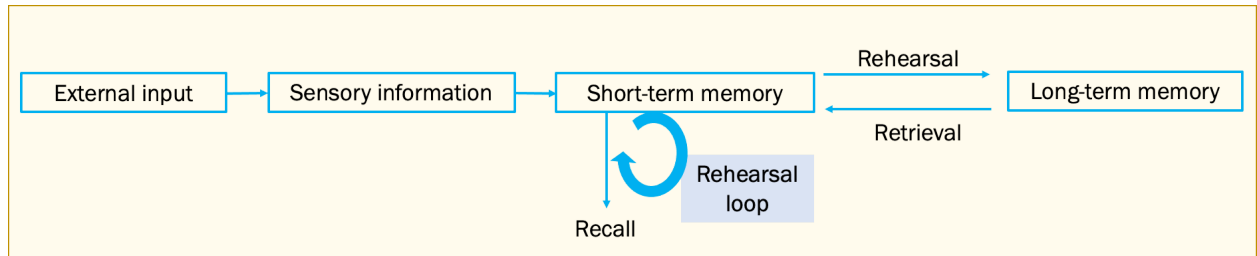 External input
Sensory information
Short-term memory
Rehearsal
Retrieval
Long-term memory
Rehearsal
loop
Recall